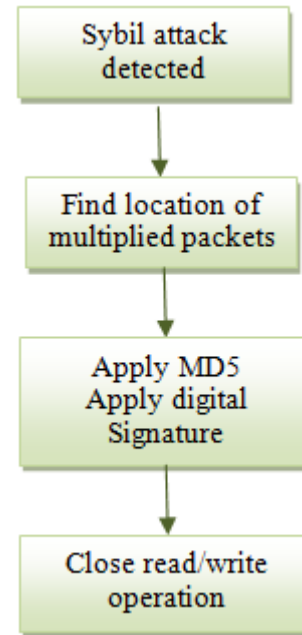 Sybil attack
detected
Find location of
multiplied packets
Apply MD5
Apply digital
Signature
Close read/write
operation